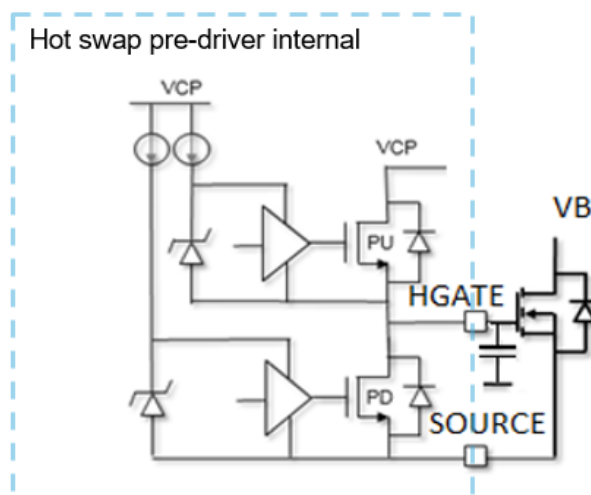 Hot swap pre-driver internal
VCP
VCP
VB
PU
HGATE
PD
SOURCE